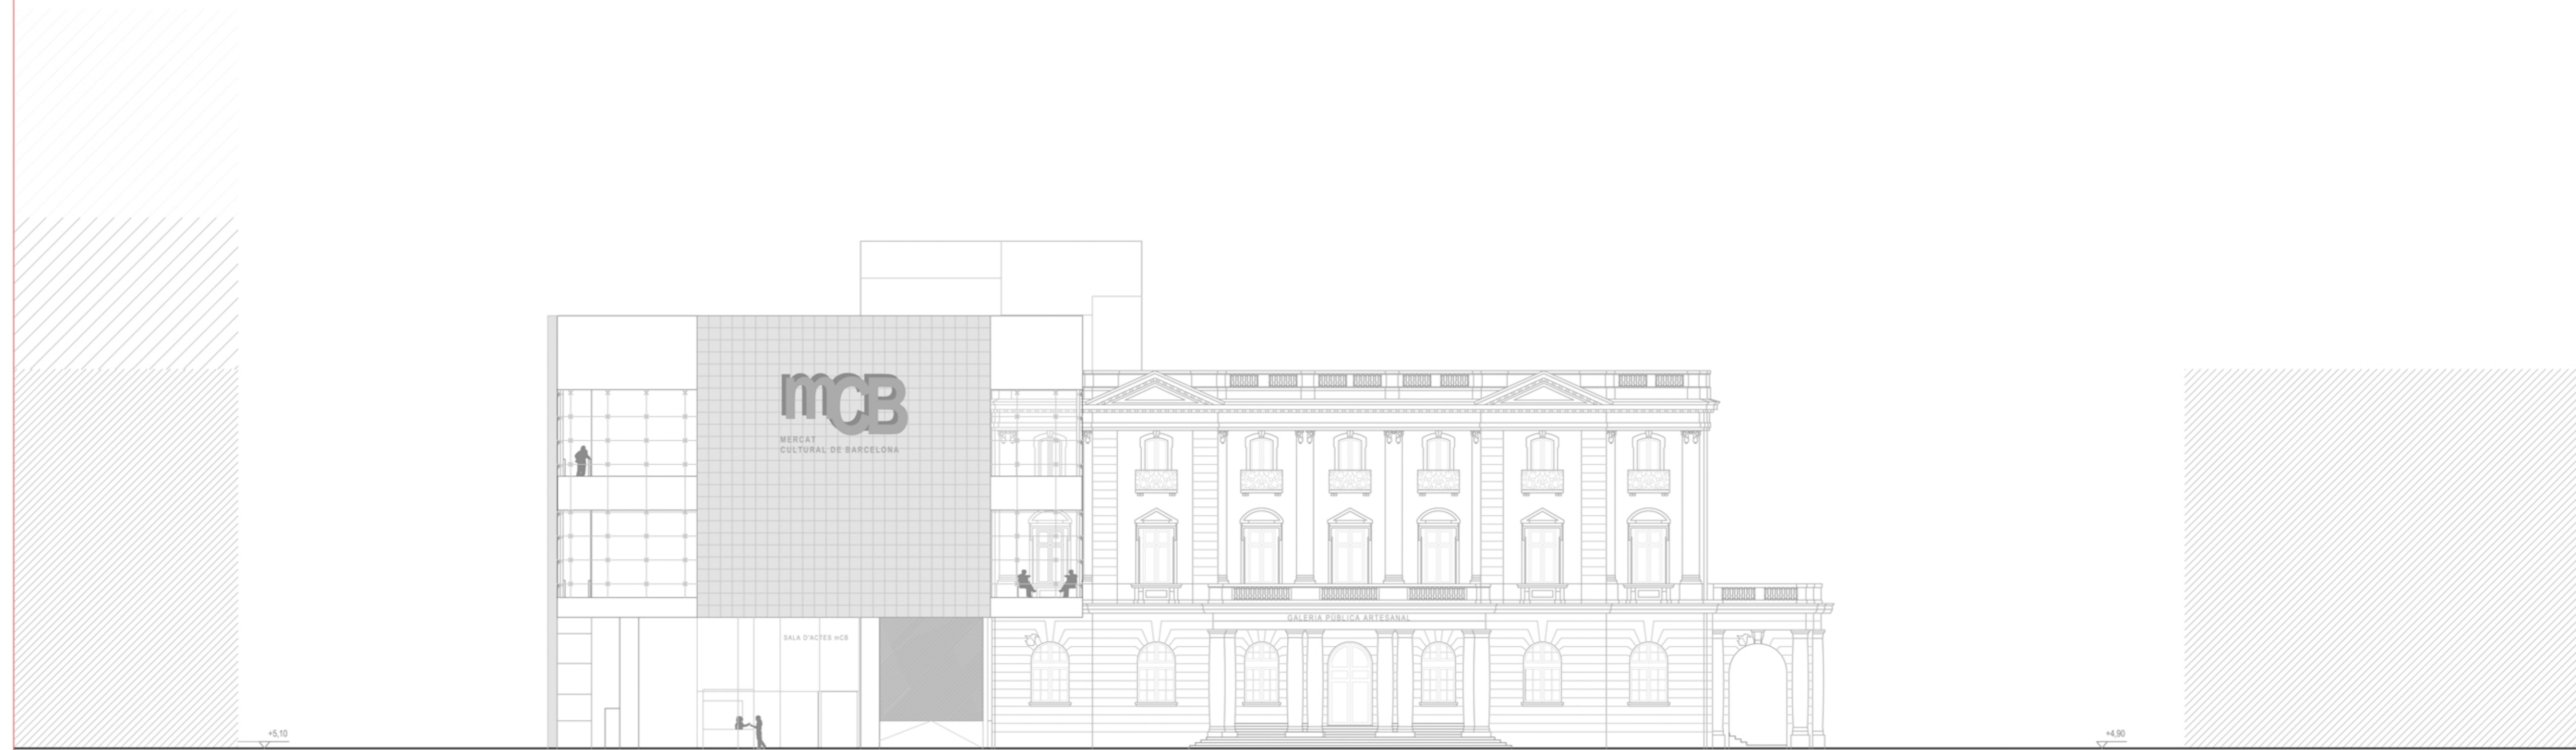 mCB
MERCAT
CULTURAL DE BARCELONA
GALERIA PÚBLICA ARTESANAL
SALA D'ACTES mCB
+5,10
+4,90